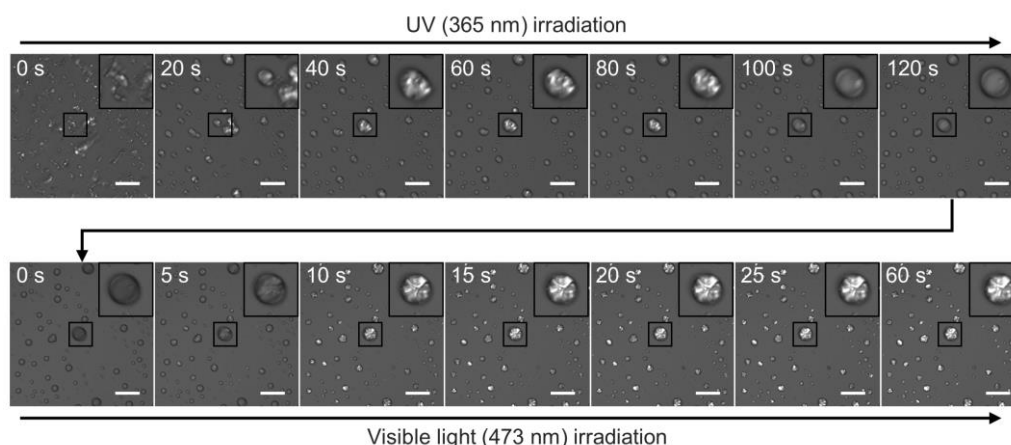 UV (365 nm) irradiation
0 s 20 s 40 s 60 s 80 s 100 s 120 s
0 s 5 s 10 s 15 s 20 s 25 s 60 s
Visible light (473 nm) irradiation